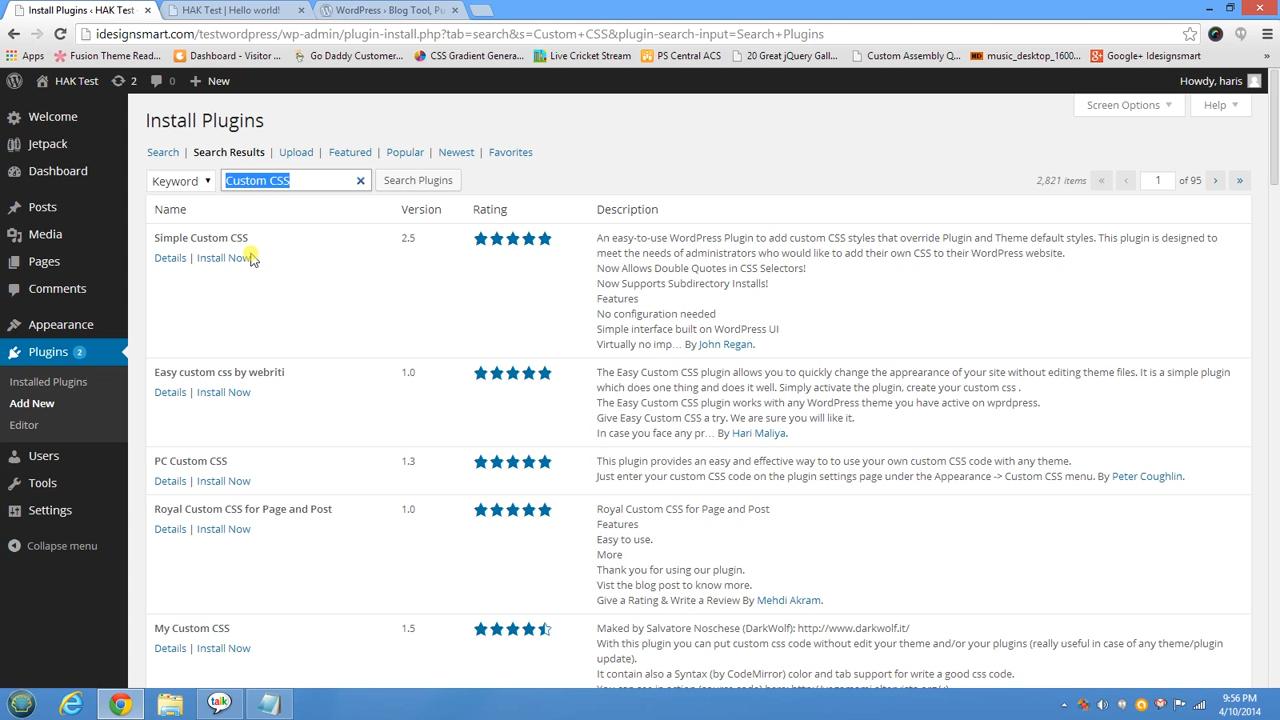 Install Plugins ‹ HAK Test
HAK Test | Hello world!
WordPress › Blog Tool, Pu
idesignsmart.com/testwordpress/wp-admin/plugin-install.php?tab=search&s=Custom+CSS&plugin-search-input=Search+Plugins
Fusion Theme Read...
Dashboard - Visitor ...
Go Daddy Customer...
CSS Gradient Genera...
Live Cricket Stream
PS Central ACS
20 Great jQuery Gall...
Custom Assembly Q...
music_desktop_1600...
Google+ Idesignsmart
»
HAK Test
2
0
New
Howdy, haris
Welcome
Jetpack
Dashboard
Posts
Media
Pages
Comments
Appearance
Plugins 2
Installed Plugins
Add New
Editor
Users
Tools
Settings
Collapse menu
Screen Options
Help
Install Plugins
Search | Search Results | Upload | Featured | Popular | Newest | Favorites
Keyword
Custom CSS
Search Plugins
2,821 items « ‹ 1 of 95 › »
Name Version Rating Description
Simple Custom CSS
Details | Install Now
2.5
An easy-to-use WordPress Plugin to add custom CSS styles that override Plugin and Theme default styles. This plugin is designed to
meet the needs of administrators who would like to add their own CSS to their WordPress website.
Now Allows Double Quotes in CSS Selectors!
Now Supports Subdirectory Installs!
Features
No configuration needed
Simple interface built on WordPress UI
Virtually no imp… By John Regan.
Easy custom css by webriti
Details | Install Now
1.0
The Easy Custom CSS plugin allows you to quickly change the appearance of your site without editing theme files. It is a simple plugin
which does one thing and does it well. Simply activate the plugin, create your custom css .
The Easy Custom CSS plugin works with any WordPress theme you have active on wprdpress.
Give Easy Custom CSS a try. We are sure you will like it.
In case you face any pr… By Hari Maliya.
PC Custom CSS
Details | Install Now
1.3
This plugin provides an easy and effective way to to use your own custom CSS code with any theme.
Just enter your custom CSS code on the plugin settings page under the Appearance -> Custom CSS menu. By Peter Coughlin.
Royal Custom CSS for Page and Post
Details | Install Now
1.0
Royal Custom CSS for Page and Post
Features
Easy to use.
More
Thank you for using our plugin.
Vist the blog post to know more.
Give a Rating & Write a Review By Mehdi Akram.
My Custom CSS
Details | Install Now
1.5
Maked by Salvatore Noschese (DarkWolf): http://www.darkwolf.it/
With this plugin you can put custom css code without edit your theme and/or your plugins (really useful in case of any theme/plugin
update).
It contain also a Syntax (by CodeMirror) color and tab support for write a good css code.
talk
9:56 PM
4/10/2014